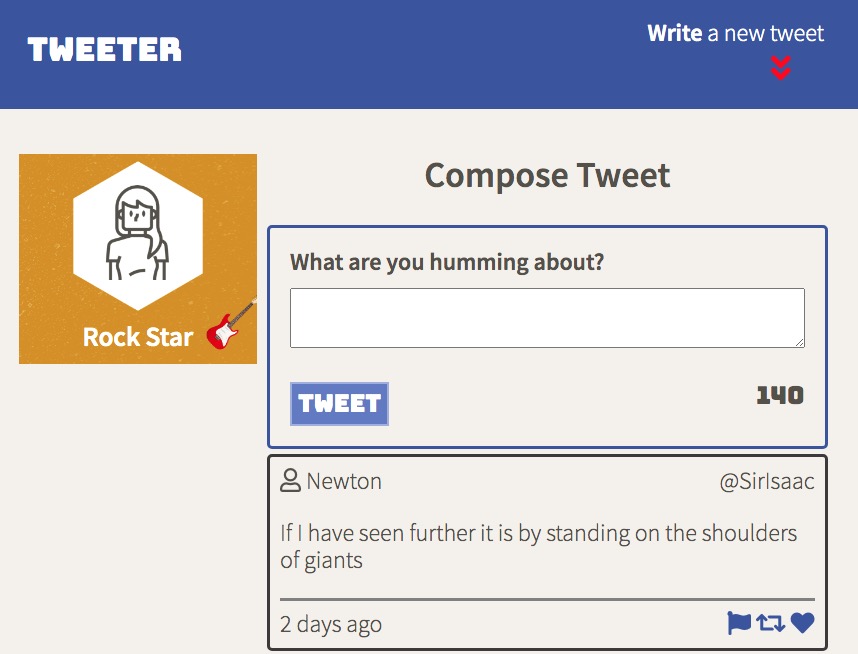 TWEETER
Write a new tweet
Rock Star
Compose Tweet
What are you humming about?
TWEET
140
Newton
@SirIsaac
If I have seen further it is by standing on the shoulders
of giants
2 days ago